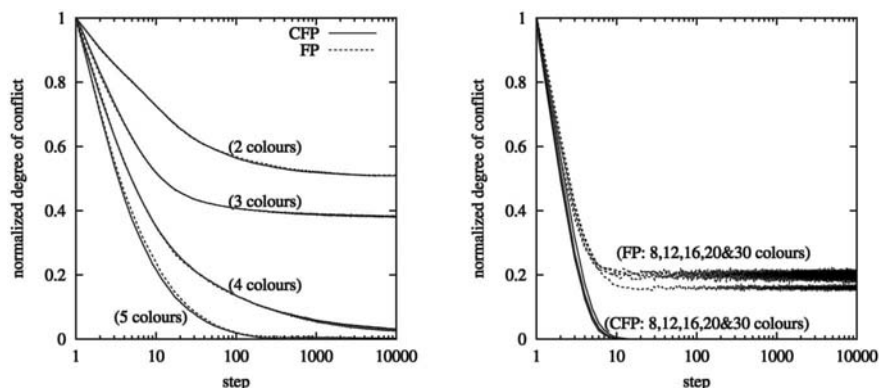 1
0.8
0.6
0.4
0.2
0
normalized degree of conflict
CFP
FP
(2 colours)
(3 colours)
(4 colours)
(5 colours)
1 10 100 1000 10000
step
1
0.8
0.6
0.4
0.2
0
normalized degree of conflict
(FP: 8,12,16,20&30 colours)
(CFP: 8,12,16,20&30 colours)
1 10 100 1000 10000
step